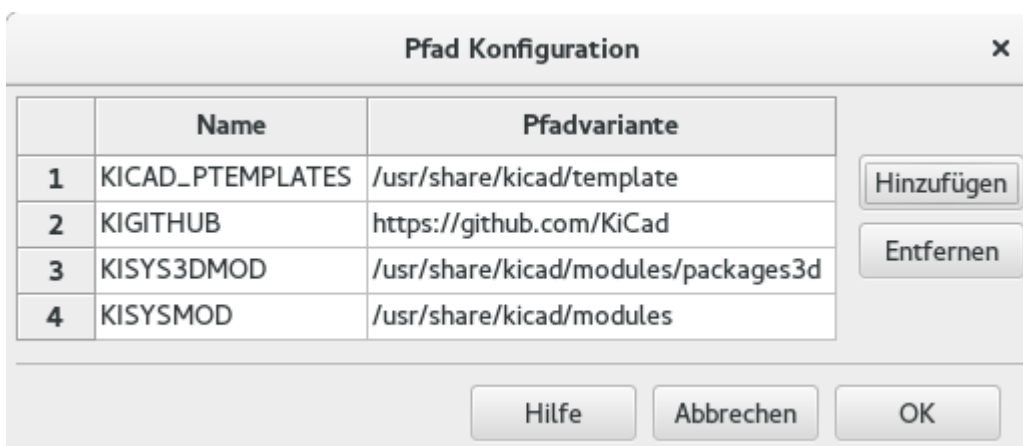 Pfad Konfiguration ×
Name Pfadvariante
1 KICAD_PTEMPLATES /usr/share/kicad/template
2 KIGITHUB https://github.com/KiCad
3 KISYS3DMOD /usr/share/kicad/modules/packages3d
4 KISYSMOD /usr/share/kicad/modules
Hinzufügen
Entfernen
Hilfe Abbrechen OK